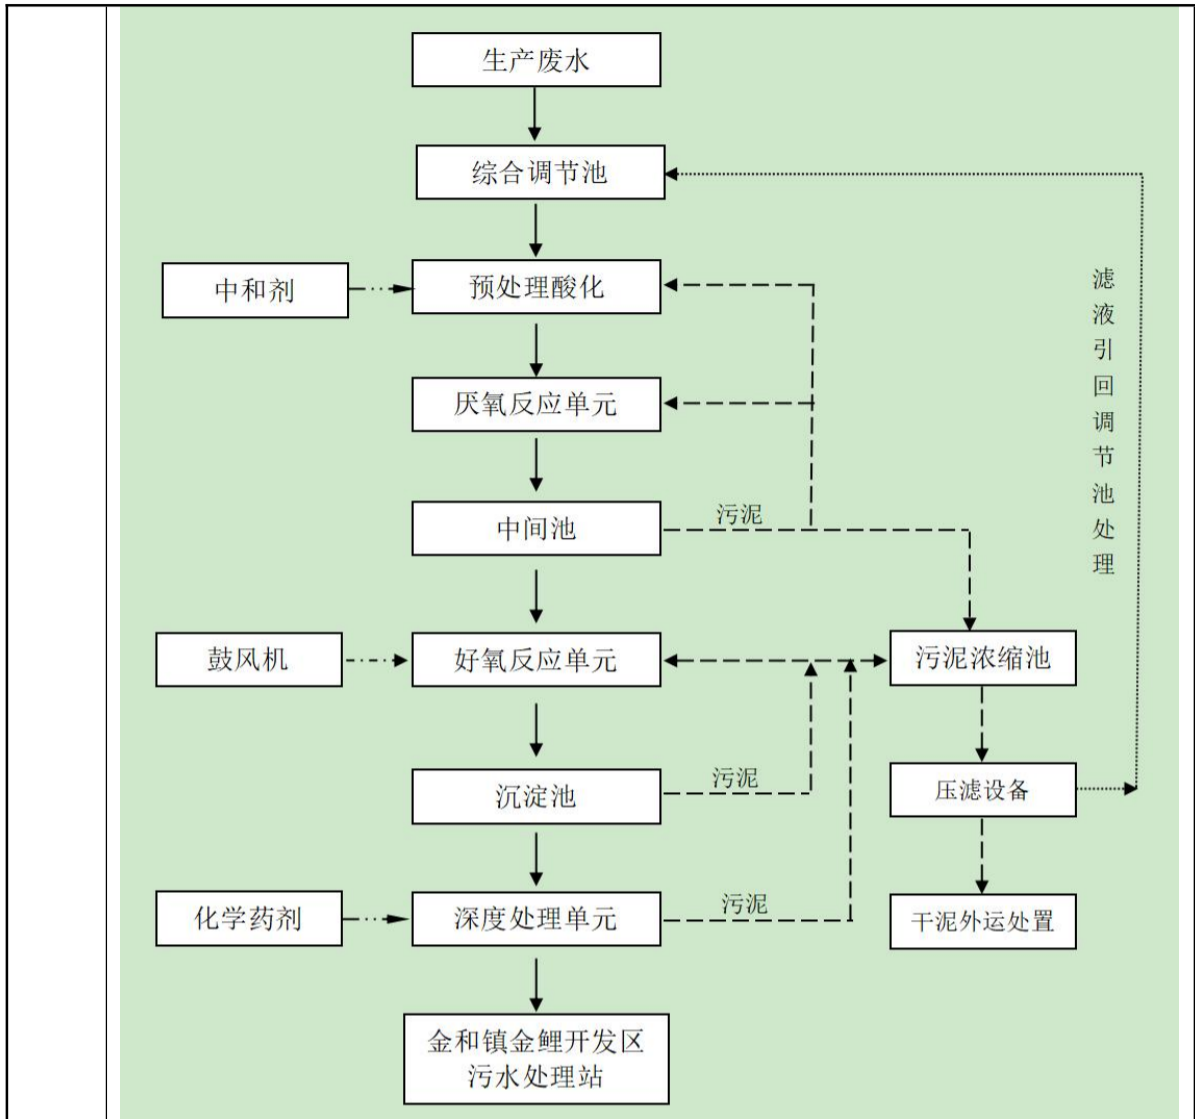 生产废水
综合调节池
中和剂
预处理酸化
厌氧反应单元
中间池
污泥
滤液引回调节池处理
鼓风机
好氧反应单元
污泥浓缩池
沉淀池
污泥
压滤设备
化学药剂
深度处理单元
污泥
干泥外运处置
金和镇金鲤开发区
污水处理站